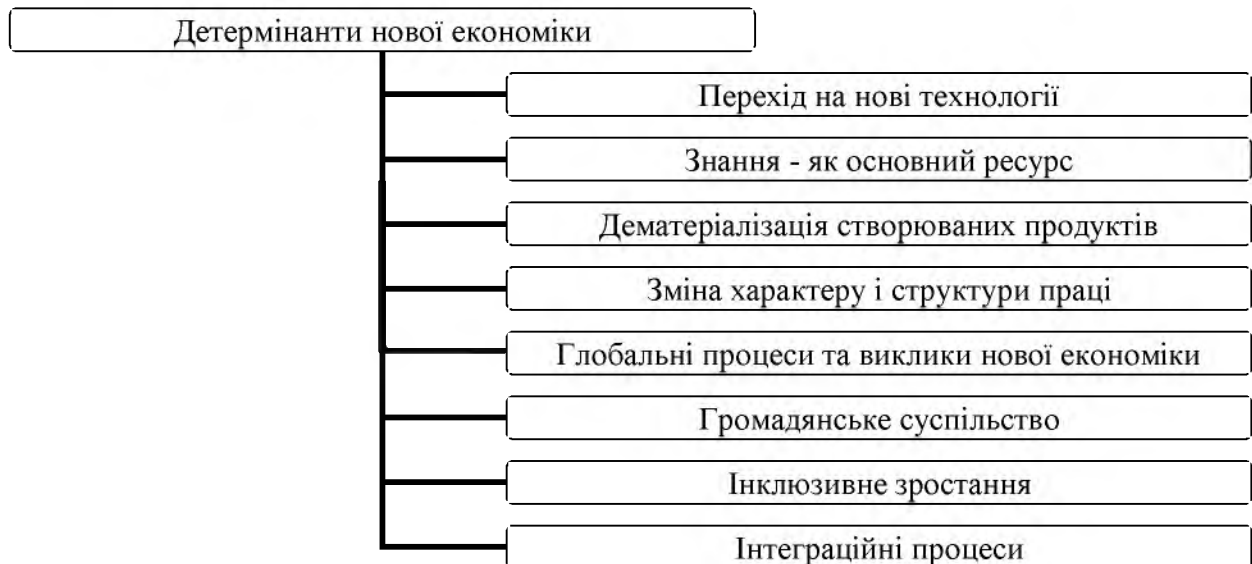 Детермінанти нової економіки
Перехід на нові технології
Знання - як основний ресурс
Дематеріалізація створюваних продуктів
Зміна характеру і структури праці
Глобальні процеси та виклики нової економіки
Громадянське суспільство
Інклюзивне зростання
Інтеграційні процеси